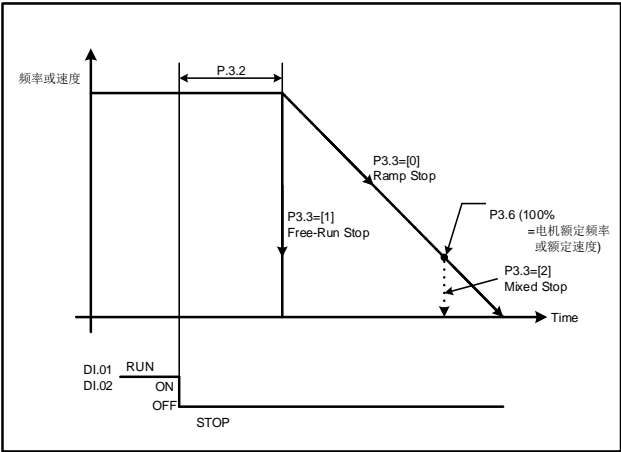 P.3.2
频率或速度
P3.3=[0]
Ramp Stop
P3.3=[1]
Free-Run Stop
P3.6 (100%
=电机额定频率
或额定速度)
P3.3=[2]
Mixed Stop
Time
DI.01 RUN
DI.02 ON
OFF
STOP